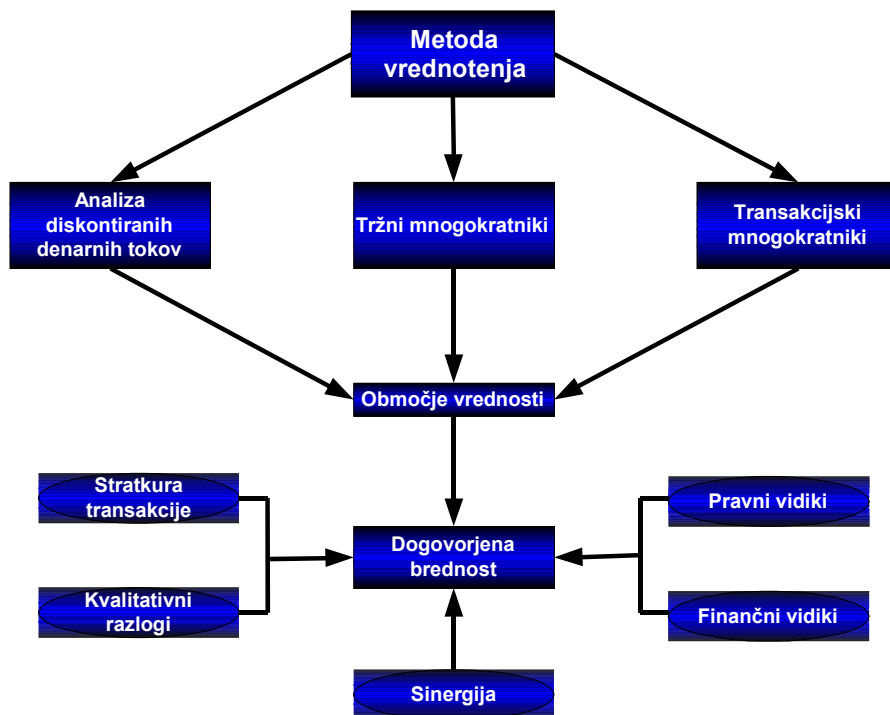 Metoda
vrednotenja
Analiza
diskontiranih
denarnih tokov
Tržni mnogokratniki
Transakcijski
mnogokratniki
Območje vrednosti
Stratkura
transakcije
Pravni vidiki
Dogovorjena
brednost
Kvalitativni
razlogi
Finančni vidiki
Sinergija